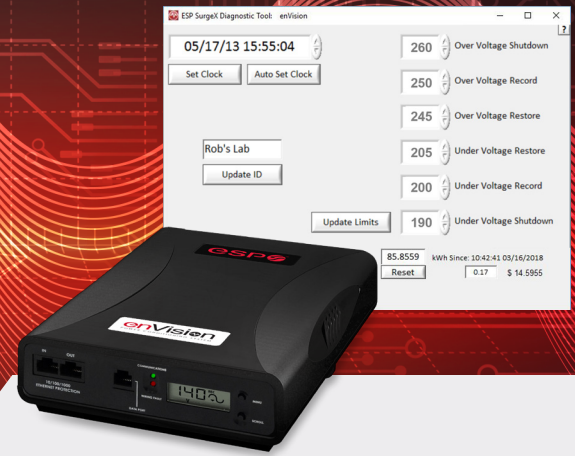 ESP SurgeX Diagnostic Tool: enVision
?
05/17/13 15:55:04
Set Clock
Auto Set Clock
260 Over Voltage Shutdown
250 Over Voltage Record
245 Over Voltage Restore
Rob's Lab
Update ID
205 Under Voltage Restore
200 Under Voltage Record
Update Limits
190 Under Voltage Shutdown
85.8559 kWh Since: 10:42:41 03/16/2018
Reset
0.17 $ 14.5955
esp
enVision
IN OUT
10/100/1000
ETHERNET PROTECTION
COMMUNICATIONS
DATA PORT
140.2